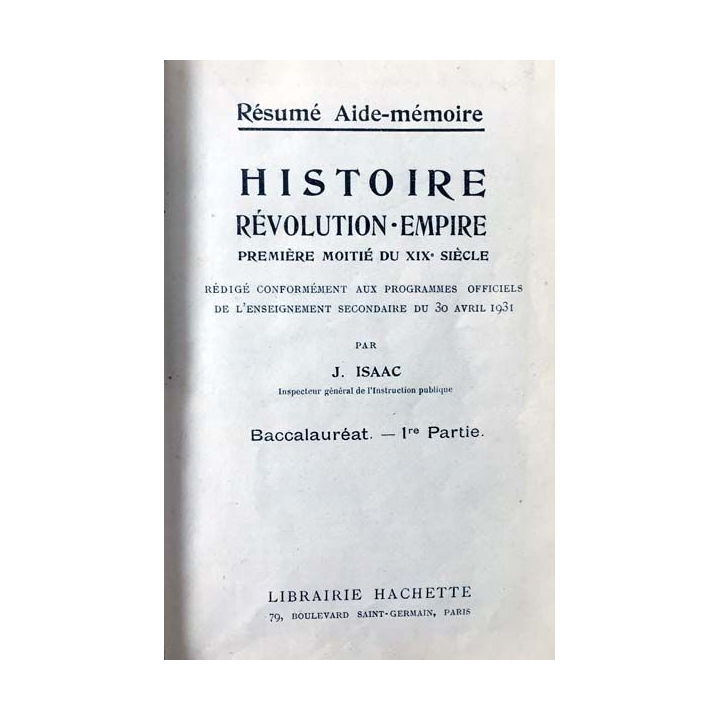 Résumé Aide-mémoire
HISTOIRE
RÉVOLUTION·EMPIRE
PREMIÈRE MOITIÉ DU XIXᵉ SIÈCLE
RÉDIGÉ CONFORMÉMENT AUX PROGRAMMES OFFICIELS
DE L'ENSEIGNEMENT SECONDAIRE DU 30 AVRIL 1931
PAR
J. ISAAC
Inspecteur général de l'Instruction publique
Baccalauréat. — 1ʳᵉ Partie.
LIBRAIRIE HACHETTE
79, BOULEVARD SAINT-GERMAIN, PARIS